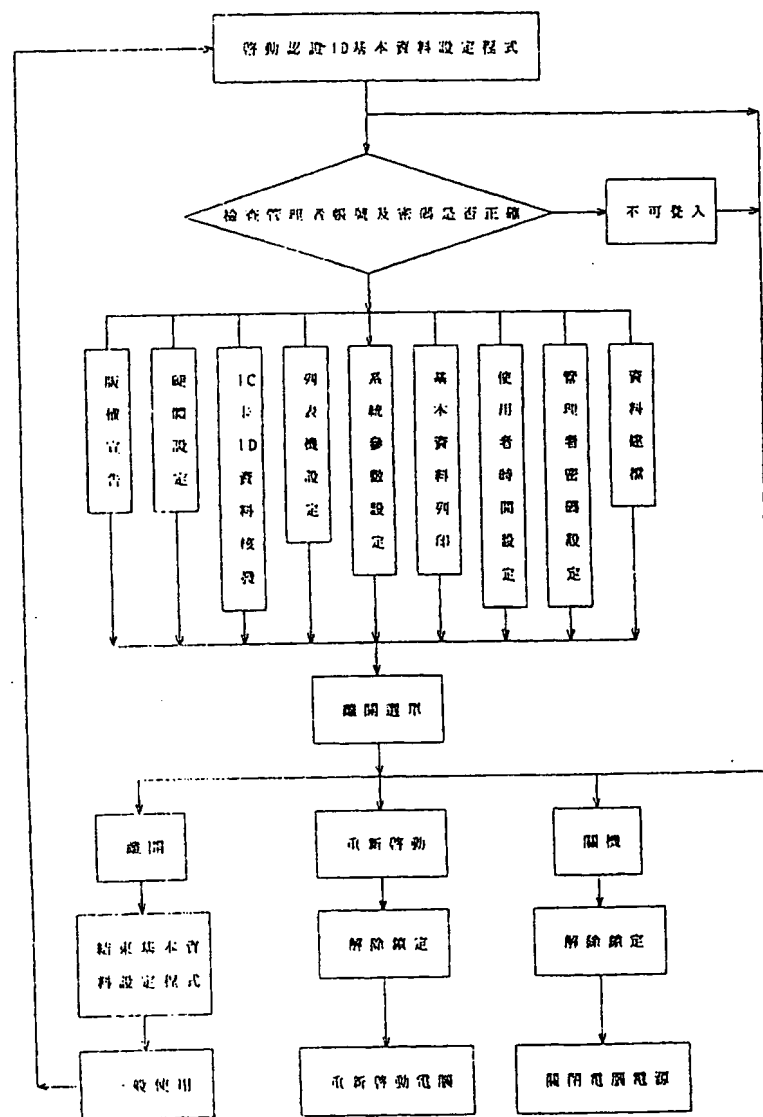 啓動認證ID基本資料設定程式
檢查管理者帳號及密碼是否正確
不可登入
版權宣告
硬體設定
IC卡ID資料核發
列表機設定
系統參數設定
基本資料列印
使用者時間設定
管理者密碼設定
資料建檔
離開選單
離開
重新啓動
關機
結束基本資
料設定程式
解除鎖定
解除鎖定
一般使用
重新啓動電腦
關閉電腦電源